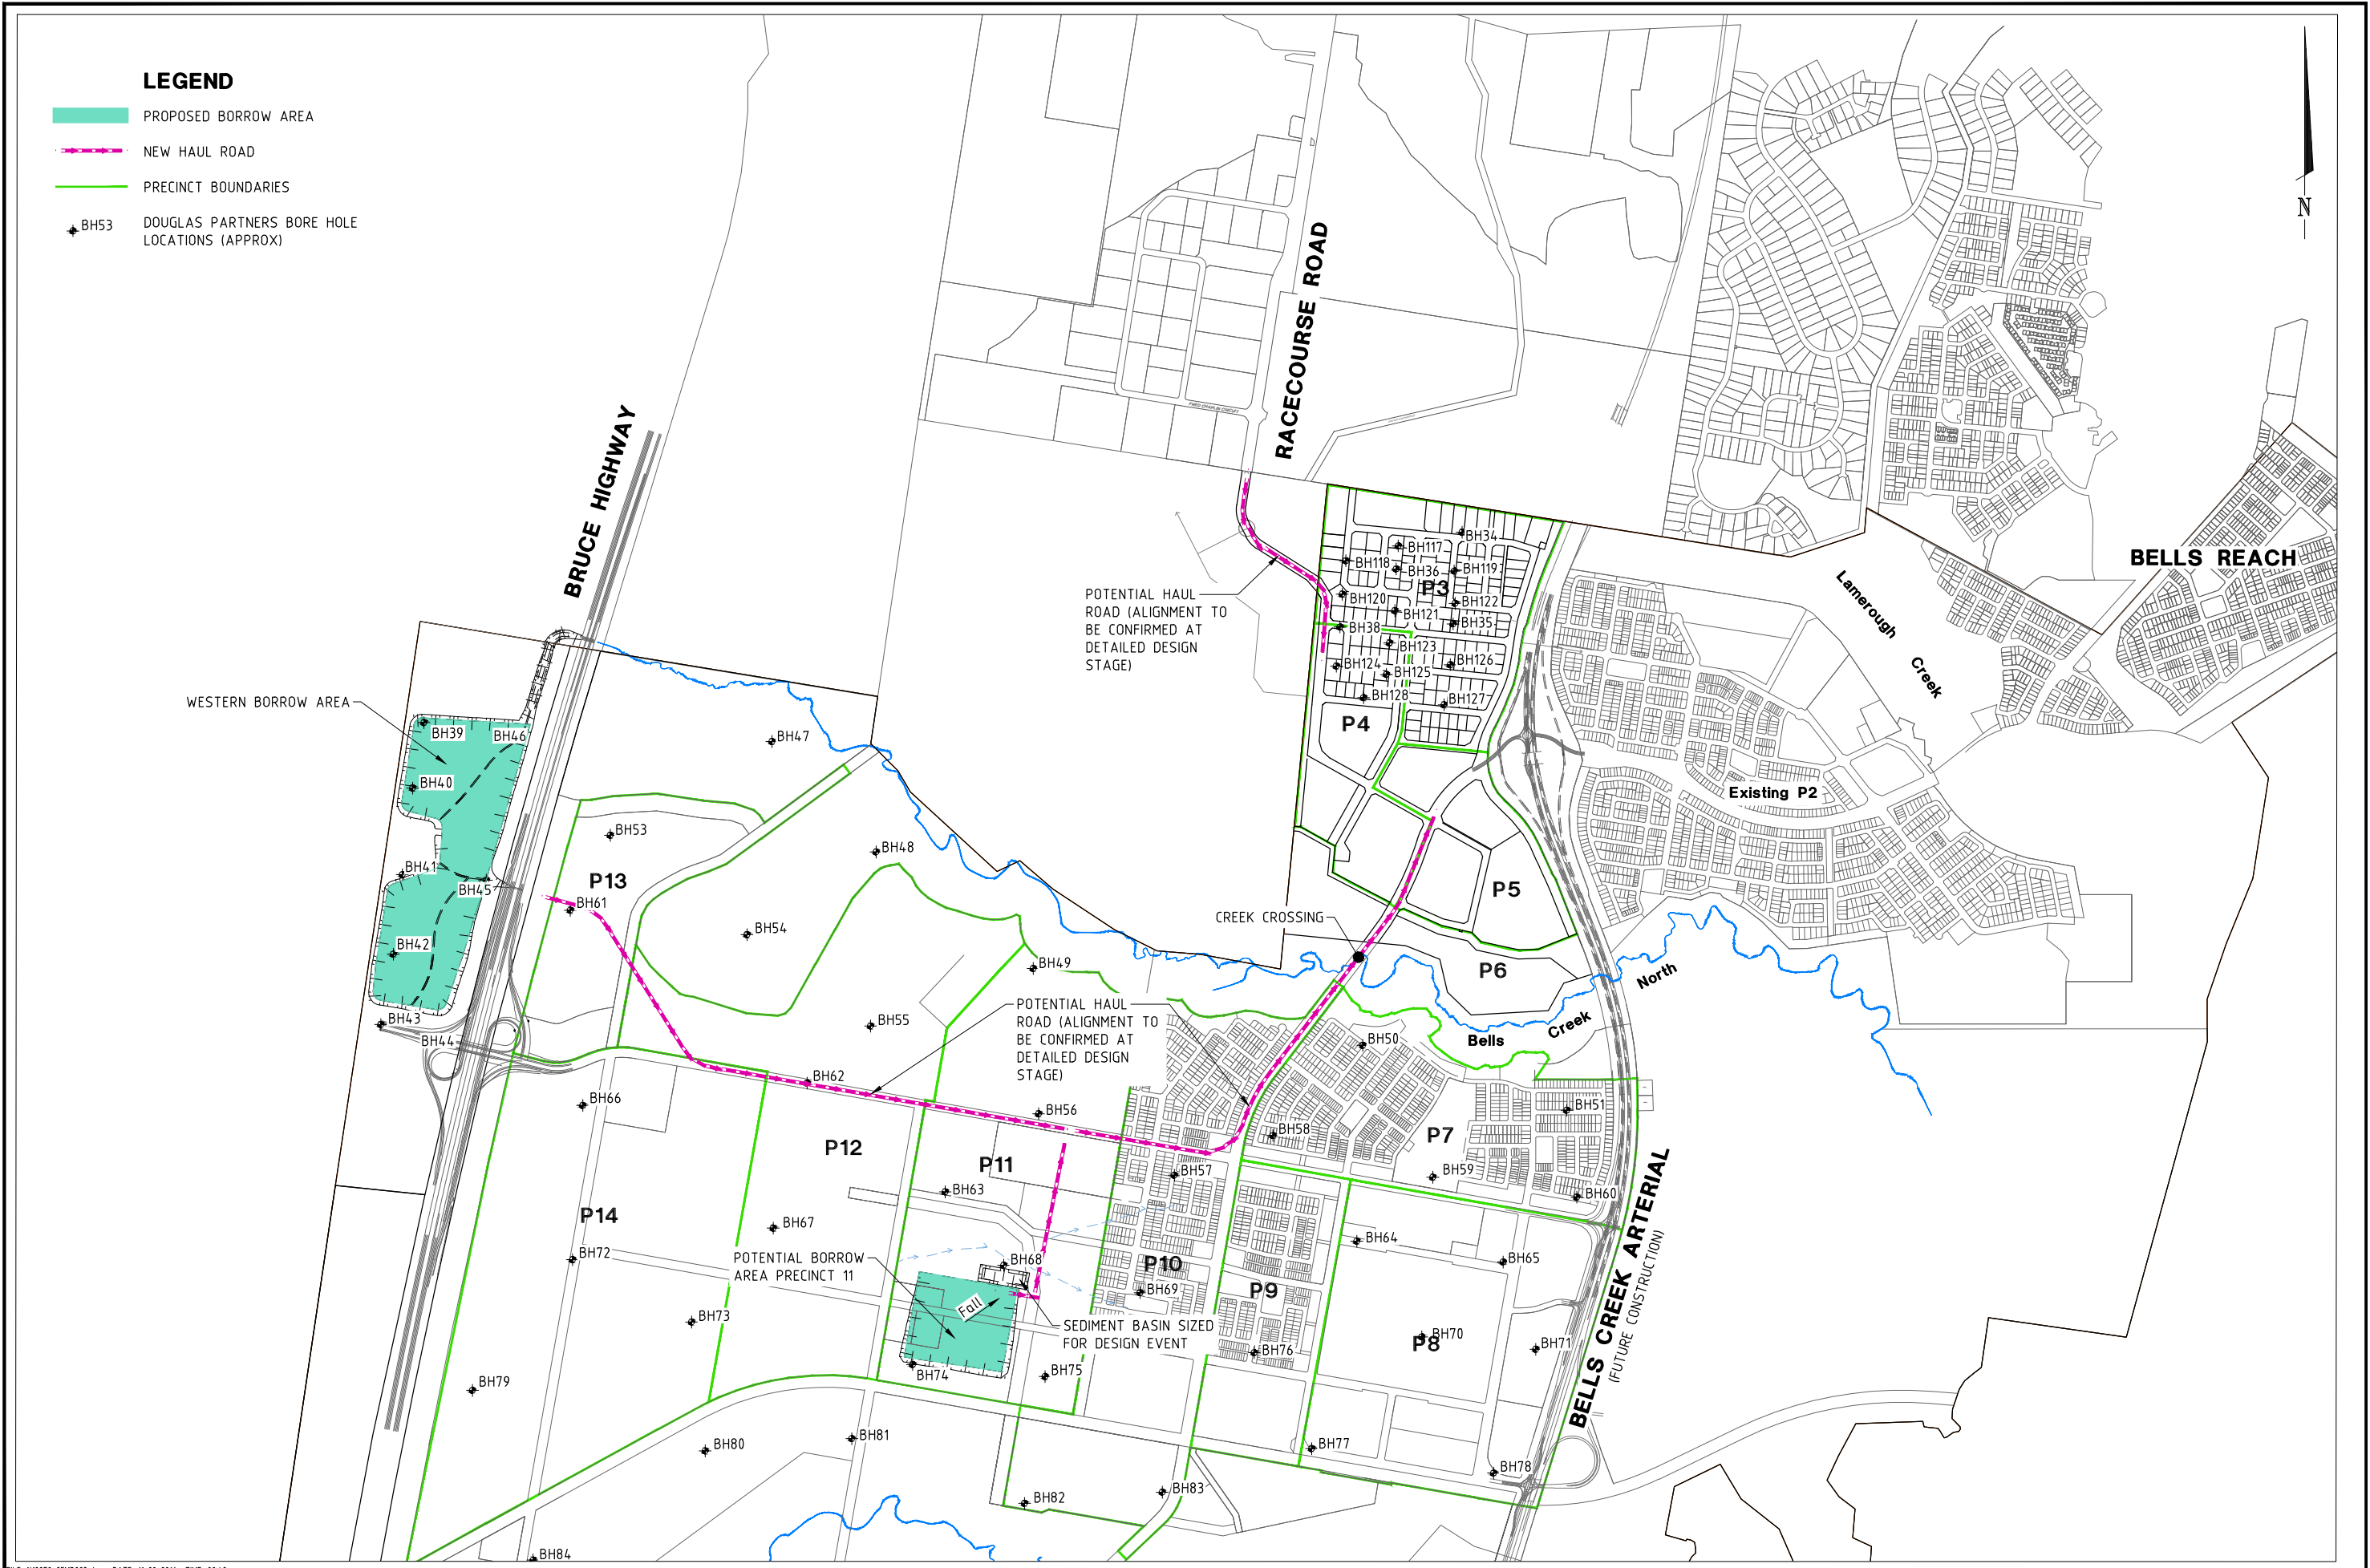 LEGEND
PROPOSED BORROW AREA
NEW HAUL ROAD
PRECINCT BOUNDARIES
BH53
DOUGLAS PARTNERS BORE HOLE
LOCATIONS (APPROX)
N
RACECOURSE ROAD
BRUCE HIGHWAY
BELLS REACH
Lamerough
Creek
BH34
BH117
BH118
BH36
BH119
P3
BH120
BH122
BH121
BH35
BH38
BH123
BH124
BH125
BH126
BH128
BH127
P4
POTENTIAL HAUL
ROAD (ALIGNMENT TO
BE CONFIRMED AT
DETAILED DESIGN
STAGE)
WESTERN BORROW AREA
BH39
BH46
BH47
BH40
Existing P2
BH53
BH48
BH41
BH45
P13
BH61
P5
CREEK CROSSING
BH54
BH42
BH49
P6
North
BH43
BH44
BH55
POTENTIAL HAUL
ROAD (ALIGNMENT TO
BE CONFIRMED AT
DETAILED DESIGN
STAGE)
BH50
Bells
Creek
BH62
BH66
BH56
BH51
BH58
P7
P12
P11
BH57
BH59
BH60
BH63
P14
BH67
BH64
BH72
POTENTIAL BORROW
AREA PRECINCT 11
BH68
P10
BH65
BH69
P9
Fall
BH73
SEDIMENT BASIN SIZED
FOR DESIGN EVENT
BH70
P8
BH71
BH76
BH74
BH75
BH79
BELLS CREEK ARTERIAL
(FUTURE CONSTRUCTION)
BH80
BH81
BH77
BH78
BH82
BH83
BH84